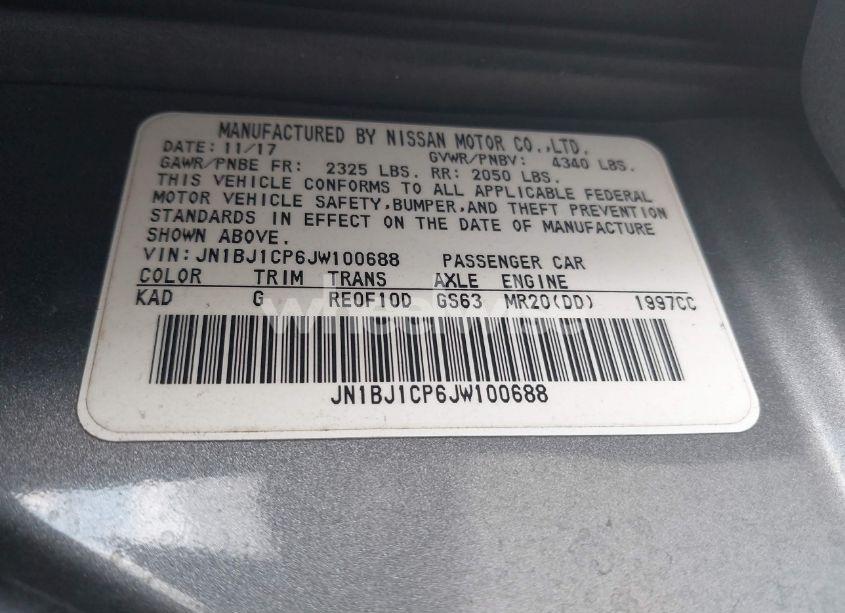 MANUFACTURED BY NISSAN MOTOR CO.,LTD.
DATE: 11/17 GVWR/PNBV: 4340 LBS.
GAWR/PNBE FR: 2325 LBS. RR: 2050 LBS.
THIS VEHICLE CONFORMS TO ALL APPLICABLE FEDERAL
MOTOR VEHICLE SAFETY,BUMPER,AND THEFT PREVENTION
STANDARDS IN EFFECT ON THE DATE OF MANUFACTURE
SHOWN ABOVE.
VIN:JN1BJ1CP6JW100688 PASSENGER CAR
COLOR TRIM TRANS AXLE ENGINE
KAD G RE0F10D GS63 MR20(DD) 1997CC
JN1BJ1CP6JW100688